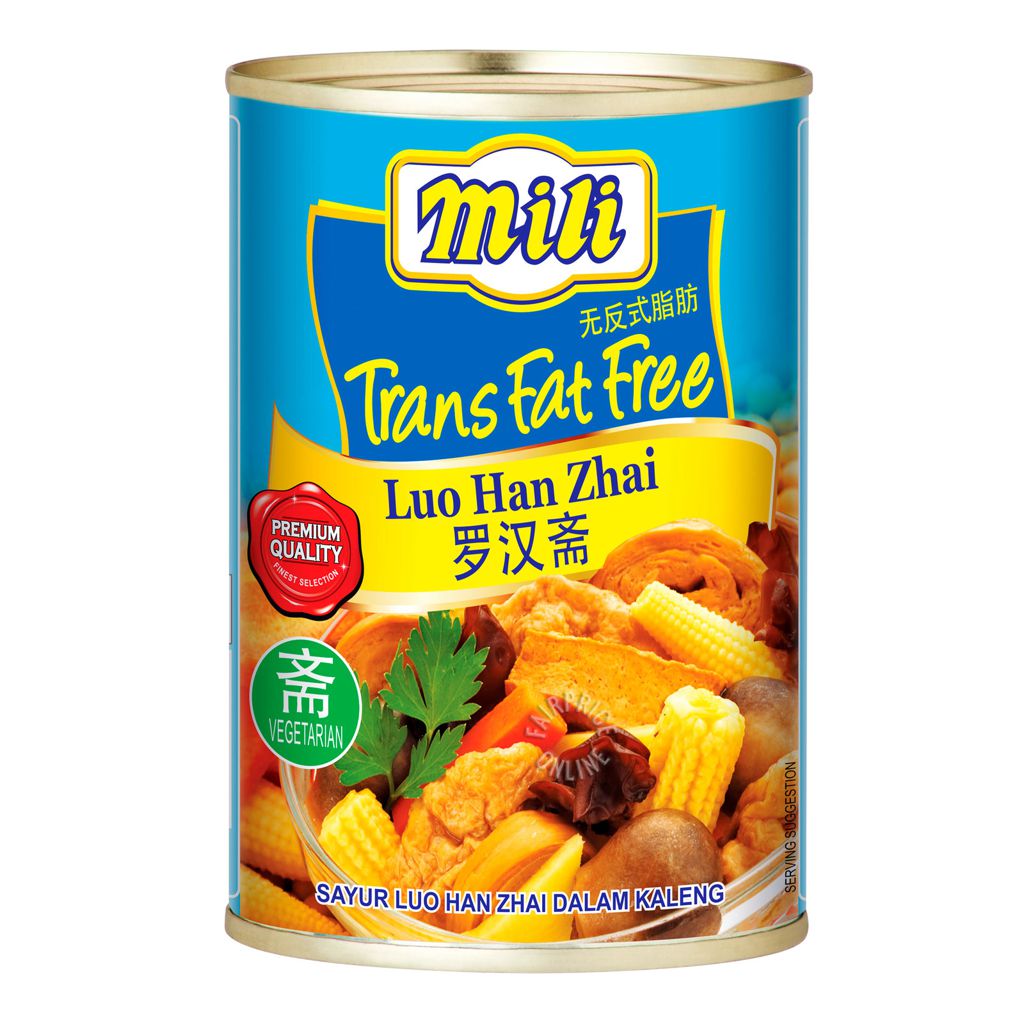 mili
无反式脂肪
Trans Fat Free
Luo Han Zhai
罗汉斋
PREMIUM
QUALITY
FINEST SELECTION
斋
VEGETARIAN
FAIRPRICE
ONLINE
SERVING SUGGESTION
SAYUR LUO HAN ZHAI DALAM KALENG